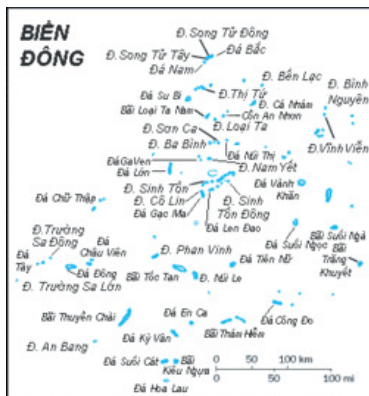 BIỂN
ĐÔNG
Đ. Song Tử Đông
Đ. Song Tử Tây
Đá Bắc
Đá Nam
Đ. Bến Lạc
Đá Su Bi
Đ. Thị Tứ
Đ. Bình
Nguyên
Đ. Cá Nhám
Bãi Loại Ta Nam
Cồn An Nhơn
Đ. Loại Ta
Đ. Sơn Ca
Đ. Vĩnh Viễn
Đ. Ba Bình
Đá Núi Thị
Đá Ga Ven
Đ. Nam Yết
Đá Lớn
Đ. Sinh Tồn
Đá Vành
Khăn
Đá Chữ Thập
Đ. Cô Lin
Đ. Sinh
Tồn Đông
Đá Gạc Ma
Đá Len Đao
Đ. Trường
Sa Đông
Đá Suối Ngọc
Bãi Suối Ngà
Đá
Tây
Đá
Châu Viên
Đ. Phan Vinh
Bãi
Trăng
Khuyết
Đá Đông
Đá Tiên Nữ
Bãi Tốc Tan
Đ. Núi Le
Đ. Trường Sa Lớn
Bãi Thuyền Chài
Đá Én Ca
Đá Công Đo
Bãi Thám Hiểm
Đá Kỳ Vân
Đ. An Bang
Đá Suối Cát
Bãi
Kiêu Ngựa
Đá Hoa Lau
50
100 km
50
100 mi